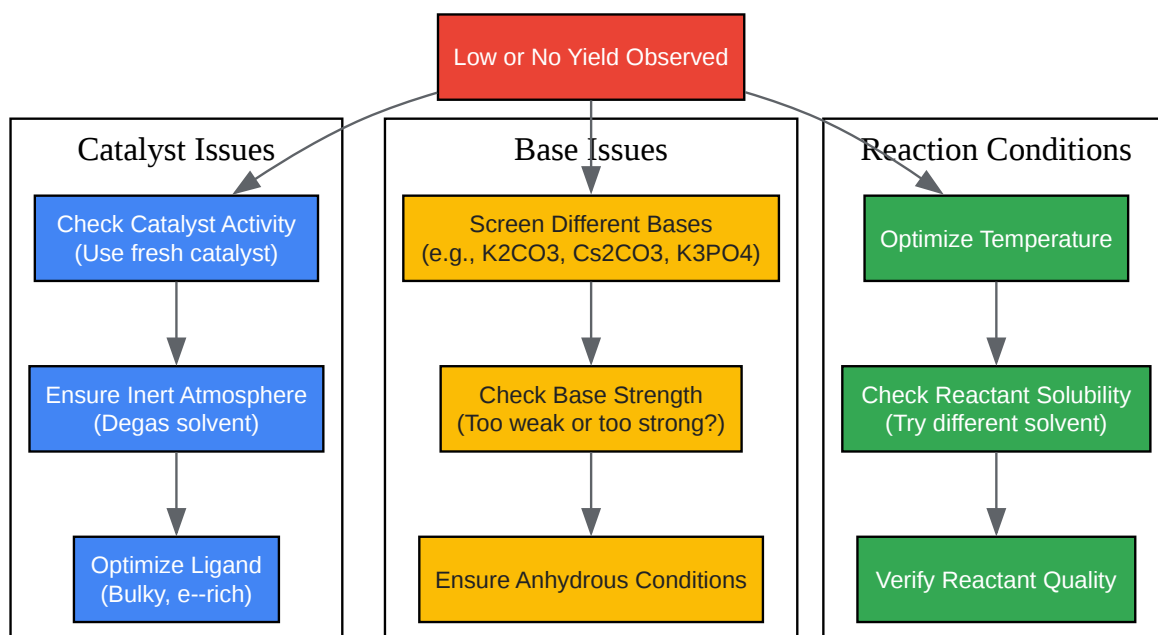 Low or No Yield Observed
Catalyst Issues
Check Catalyst Activity
(Use fresh catalyst)
Ensure Inert Atmosphere
(Degas solvent)
Optimize Ligand
(Bulky, e--rich)
Base Issues
Screen Different Bases
(e.g., K2CO3, Cs2CO3, K3PO4)
Check Base Strength
(Too weak or too strong?)
Ensure Anhydrous Conditions
Reaction Conditions
Optimize Temperature
Check Reactant Solubility
(Try different solvent)
Verify Reactant Quality